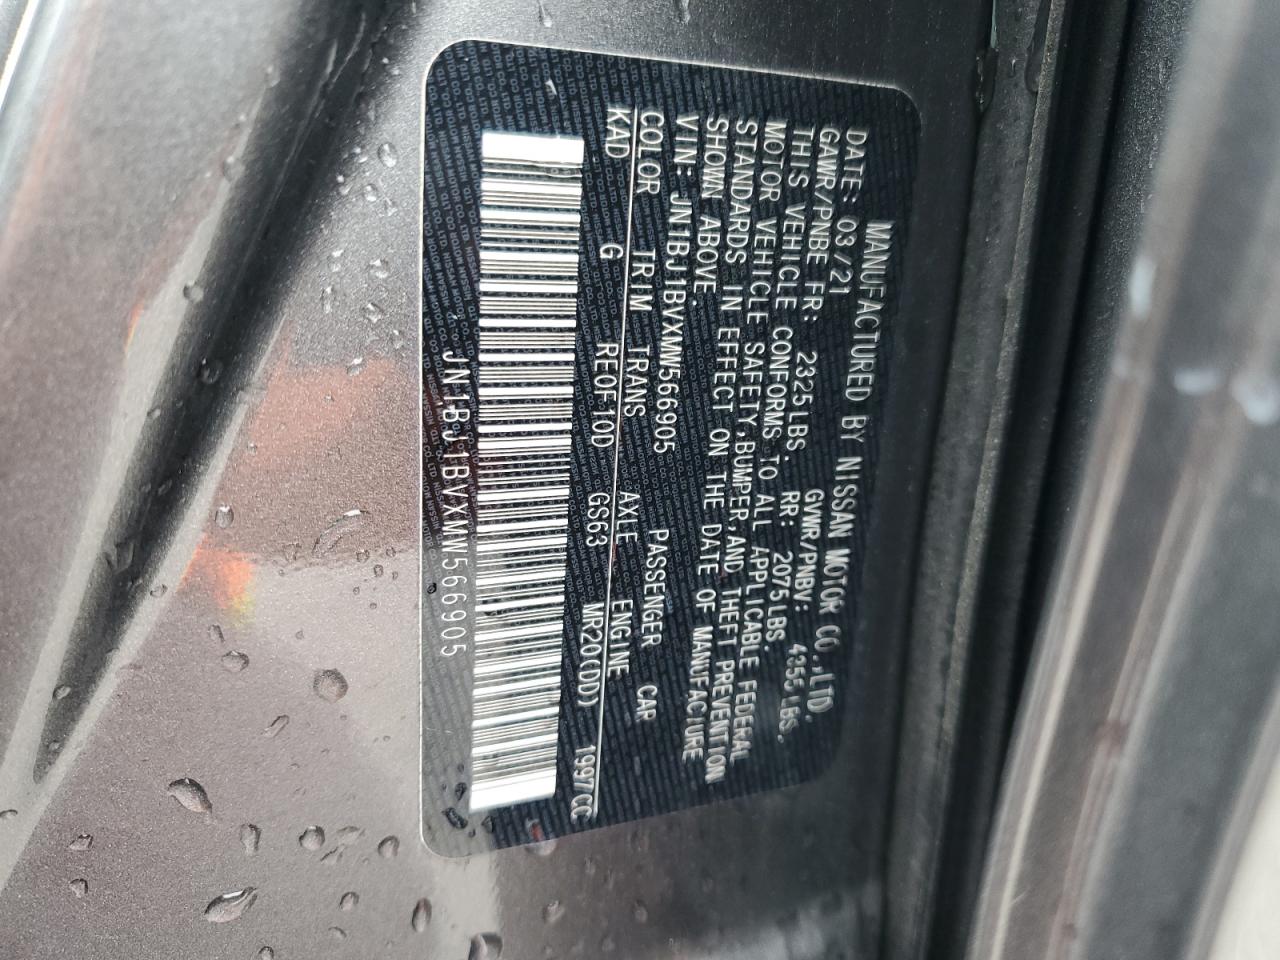 MANUFACTURED BY NISSAN MOTOR CO.,LTD.
DATE: 03/21 GVWR/PNBV: 4355LBS.
GAWR/PNBE FR: 2325LBS. RR: 2075LBS.
THIS VEHICLE CONFORMS TO ALL APPLICABLE FEDERAL
MOTOR VEHICLE SAFETY,BUMPER,AND THEFT PREVENTION
STANDARDS IN EFFECT ON THE DATE OF MANUFACTURE
SHOWN ABOVE.
VIN: JN1BJ1BVXMW566905 PASSENGER CAR
COLOR TRIM TRANS AXLE ENGINE
KAD G RE0F10D GS63 MR20(DD) 1997CC
JN1BJ1BVXMW566905